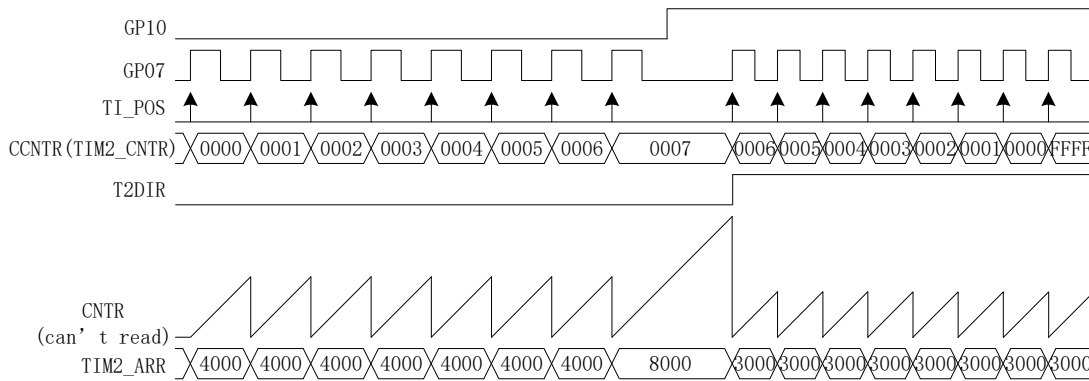 GP10
GP07
TI_POS
CCNTR(TIM2_CNTR) 0000 0001 0002 0003 0004 0005 0006 0007 0006 0005 0004 0003 0002 0001 0000 FFFF
T2DIR
CNTR
(can't read)
TIM2_ARR 4000 4000 4000 4000 4000 4000 4000 8000 3000 3000 3000 3000 3000 3000 3000 3000